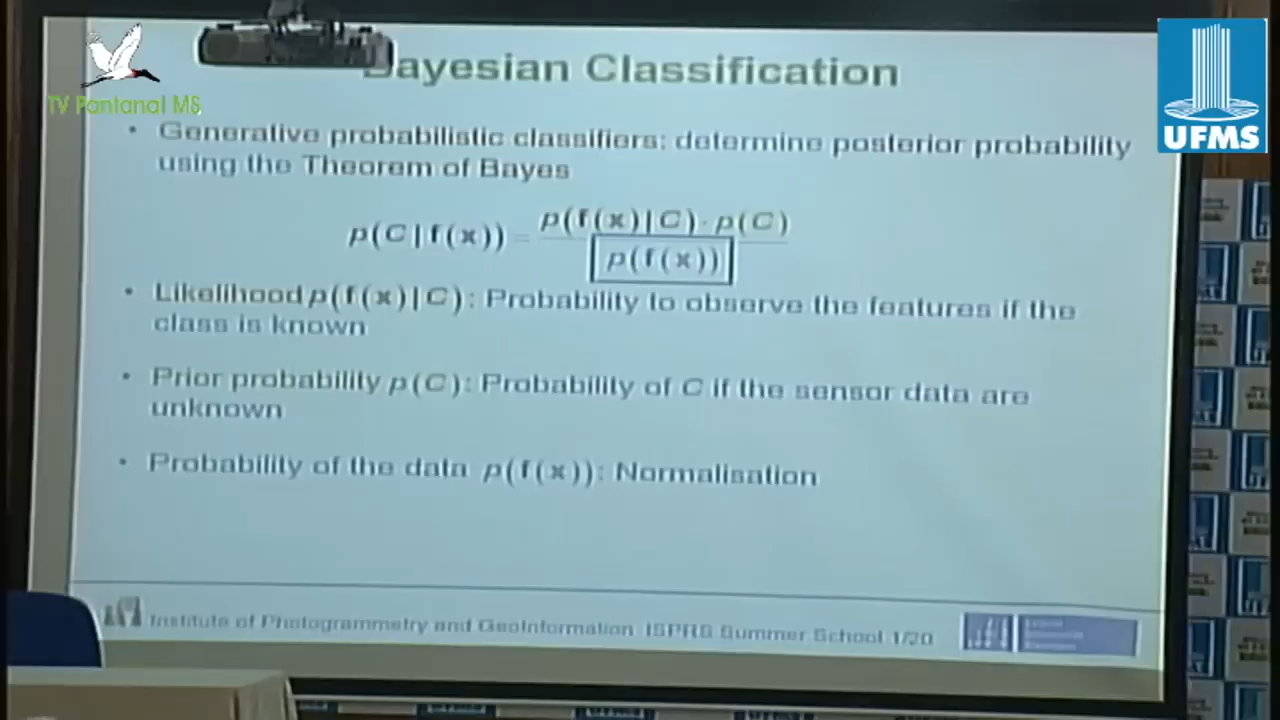 TV Pantanal MS
UFMS
Bayesian Classification
• Generative probabilistic classifiers: determine posterior probability
using the Theorem of Bayes
p(C|f(x)) = p(f(x)|C)·p(C)
p(f(x))
• Likelihood p(f(x)|C): Probability to observe the features if the
class is known
• Prior probability p(C): Probability of C if the sensor data are
unknown
• Probability of the data p(f(x)): Normalisation
Institute of Photogrammetry and GeoInformation ISPRS Summer School 1/20